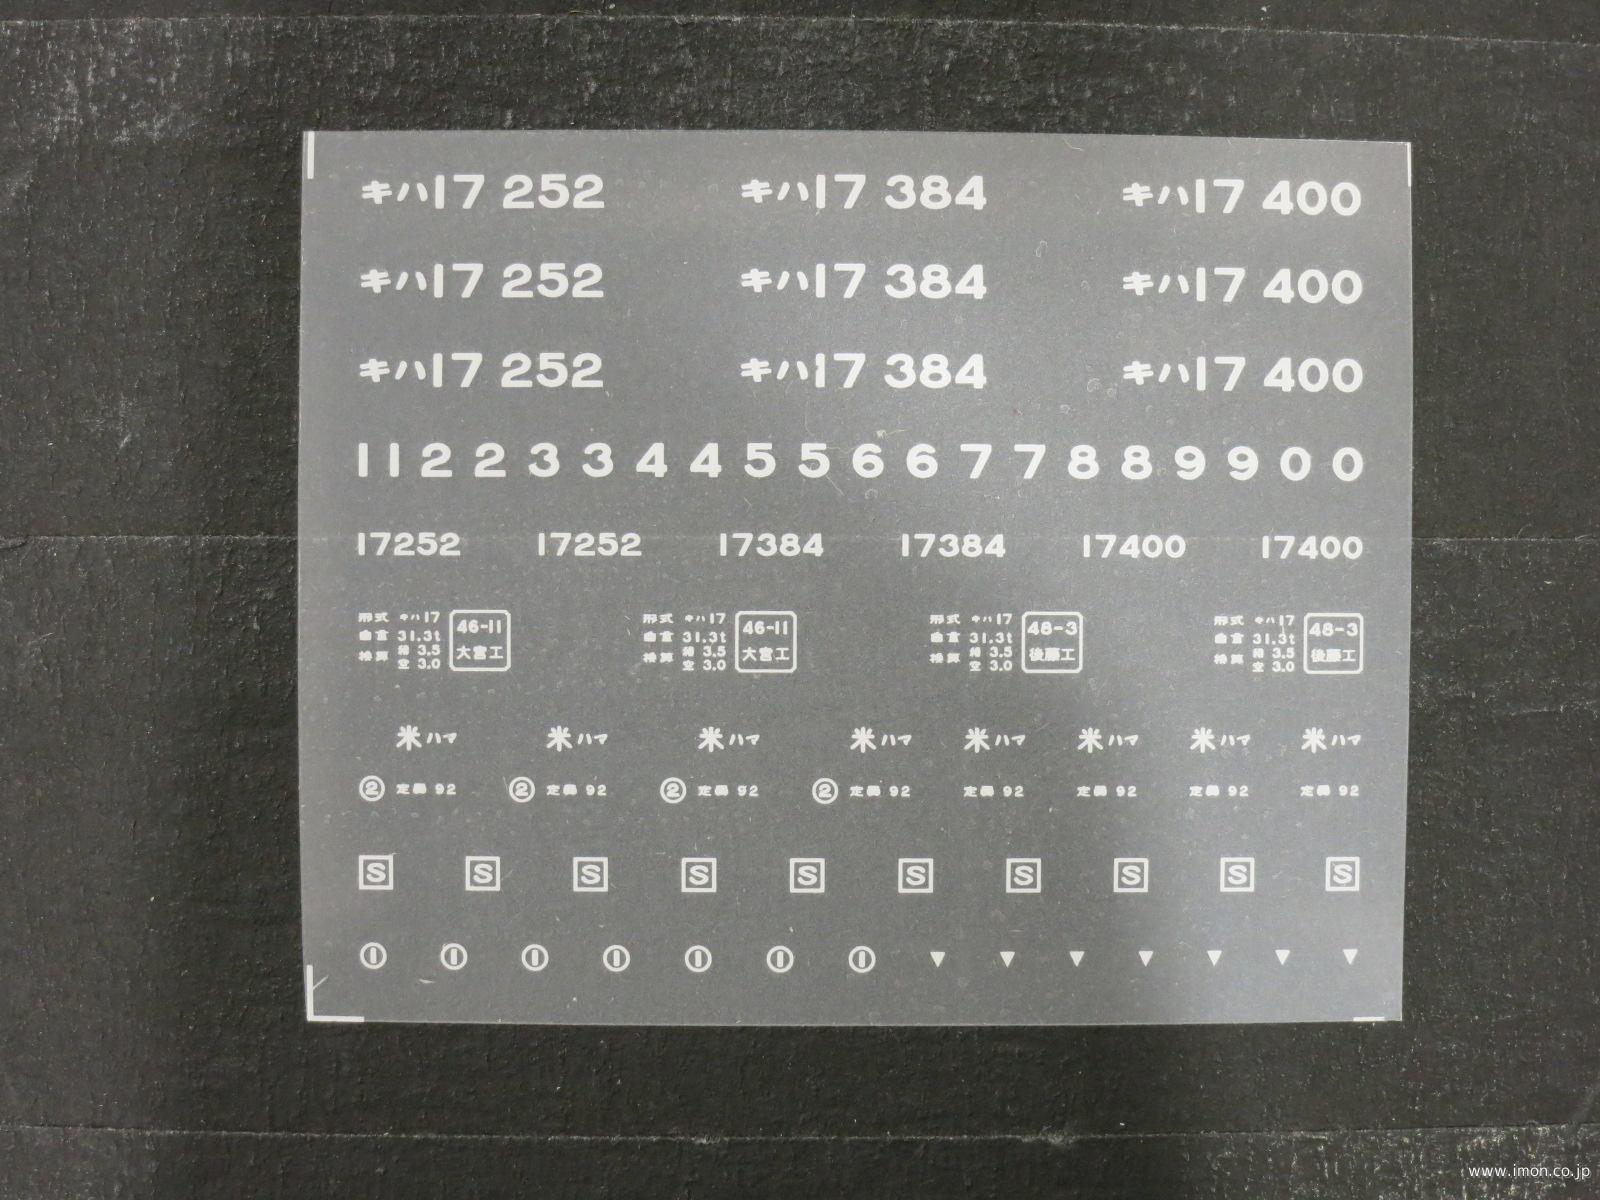 キハ17 252 キハ17 384 キハ17 400
キハ17 252 キハ17 384 キハ17 400
キハ17 252 キハ17 384 キハ17 400
1 1 2 2 3 3 4 4 5 5 6 6 7 7 8 8 9 9 0 0
17252 17252 17384 17384 17400 17400
形式 キハ17 46-11 形式 キハ17 46-11 形式 キハ17 48-3 形式 キハ17 48-3
自重 31.3t 自重 31.3t 自重 31.3t 自重 31.3t
換算 積 3.5 大宮工 換算 積 3.5 大宮工 換算 積 3.5 後藤工 換算 積 3.5 後藤工
空 3.0 空 3.0 空 3.0 空 3.0
米ハマ 米ハマ 米ハマ 米ハマ 米ハマ 米ハマ 米ハマ 米ハマ
② 定員 92 ② 定員 92 ② 定員 92 ② 定員 92 定員 92 定員 92 定員 92 定員 92
S S S S S S S S S S
① ① ① ① ① ① ① ▼ ▼ ▼ ▼ ▼ ▼ ▼
www.imon.co.jp